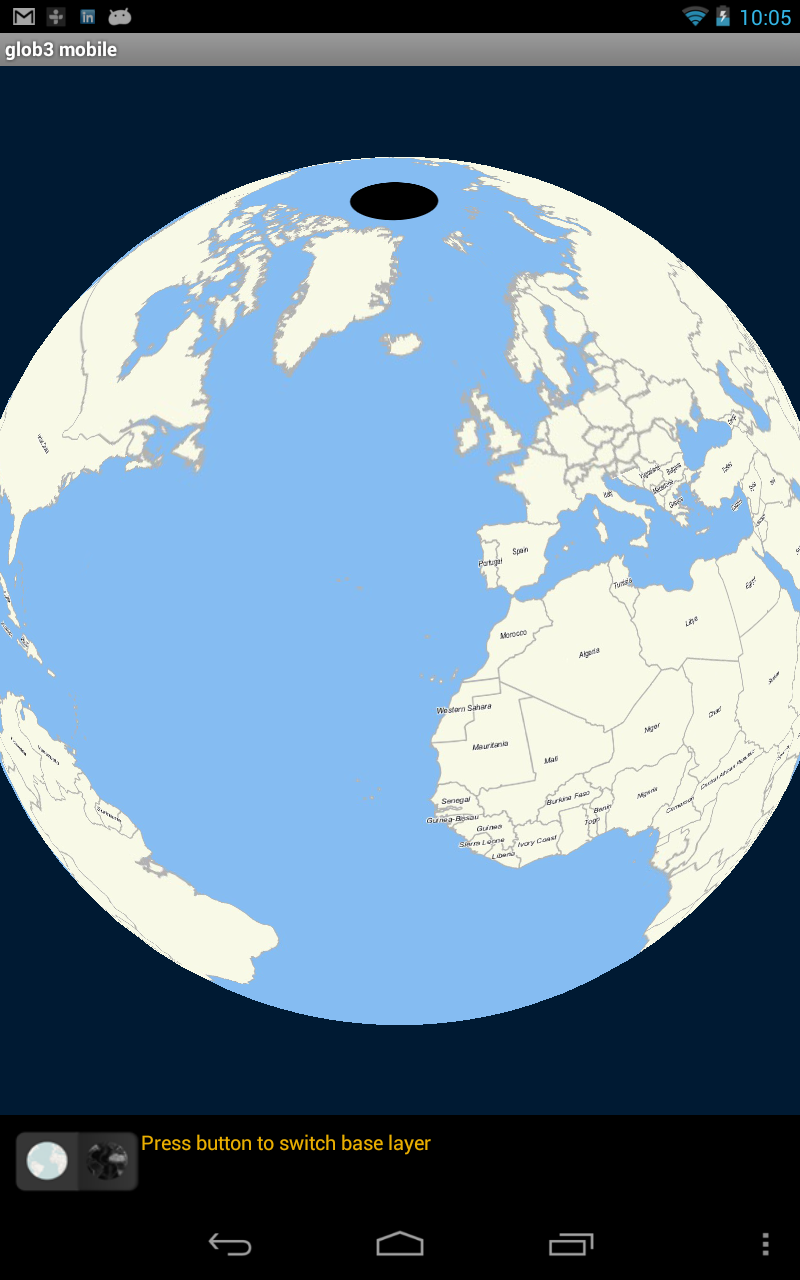 10:05
glob3 mobile
Italy
Greece
Portugal
Spain
Tunisia
Egypt
Morocco
Libya
Algeria
Western Sahara
Chad
Niger
Mauritania
Mali
Central African Republic
Senegal
Burkina Faso
Nigeria
Cameroon
Benin
Suriname
Guinea-Bissau
Togo
Guinea
Sierra Leone
Ivory Coast
Liberia
Press button to switch base layer